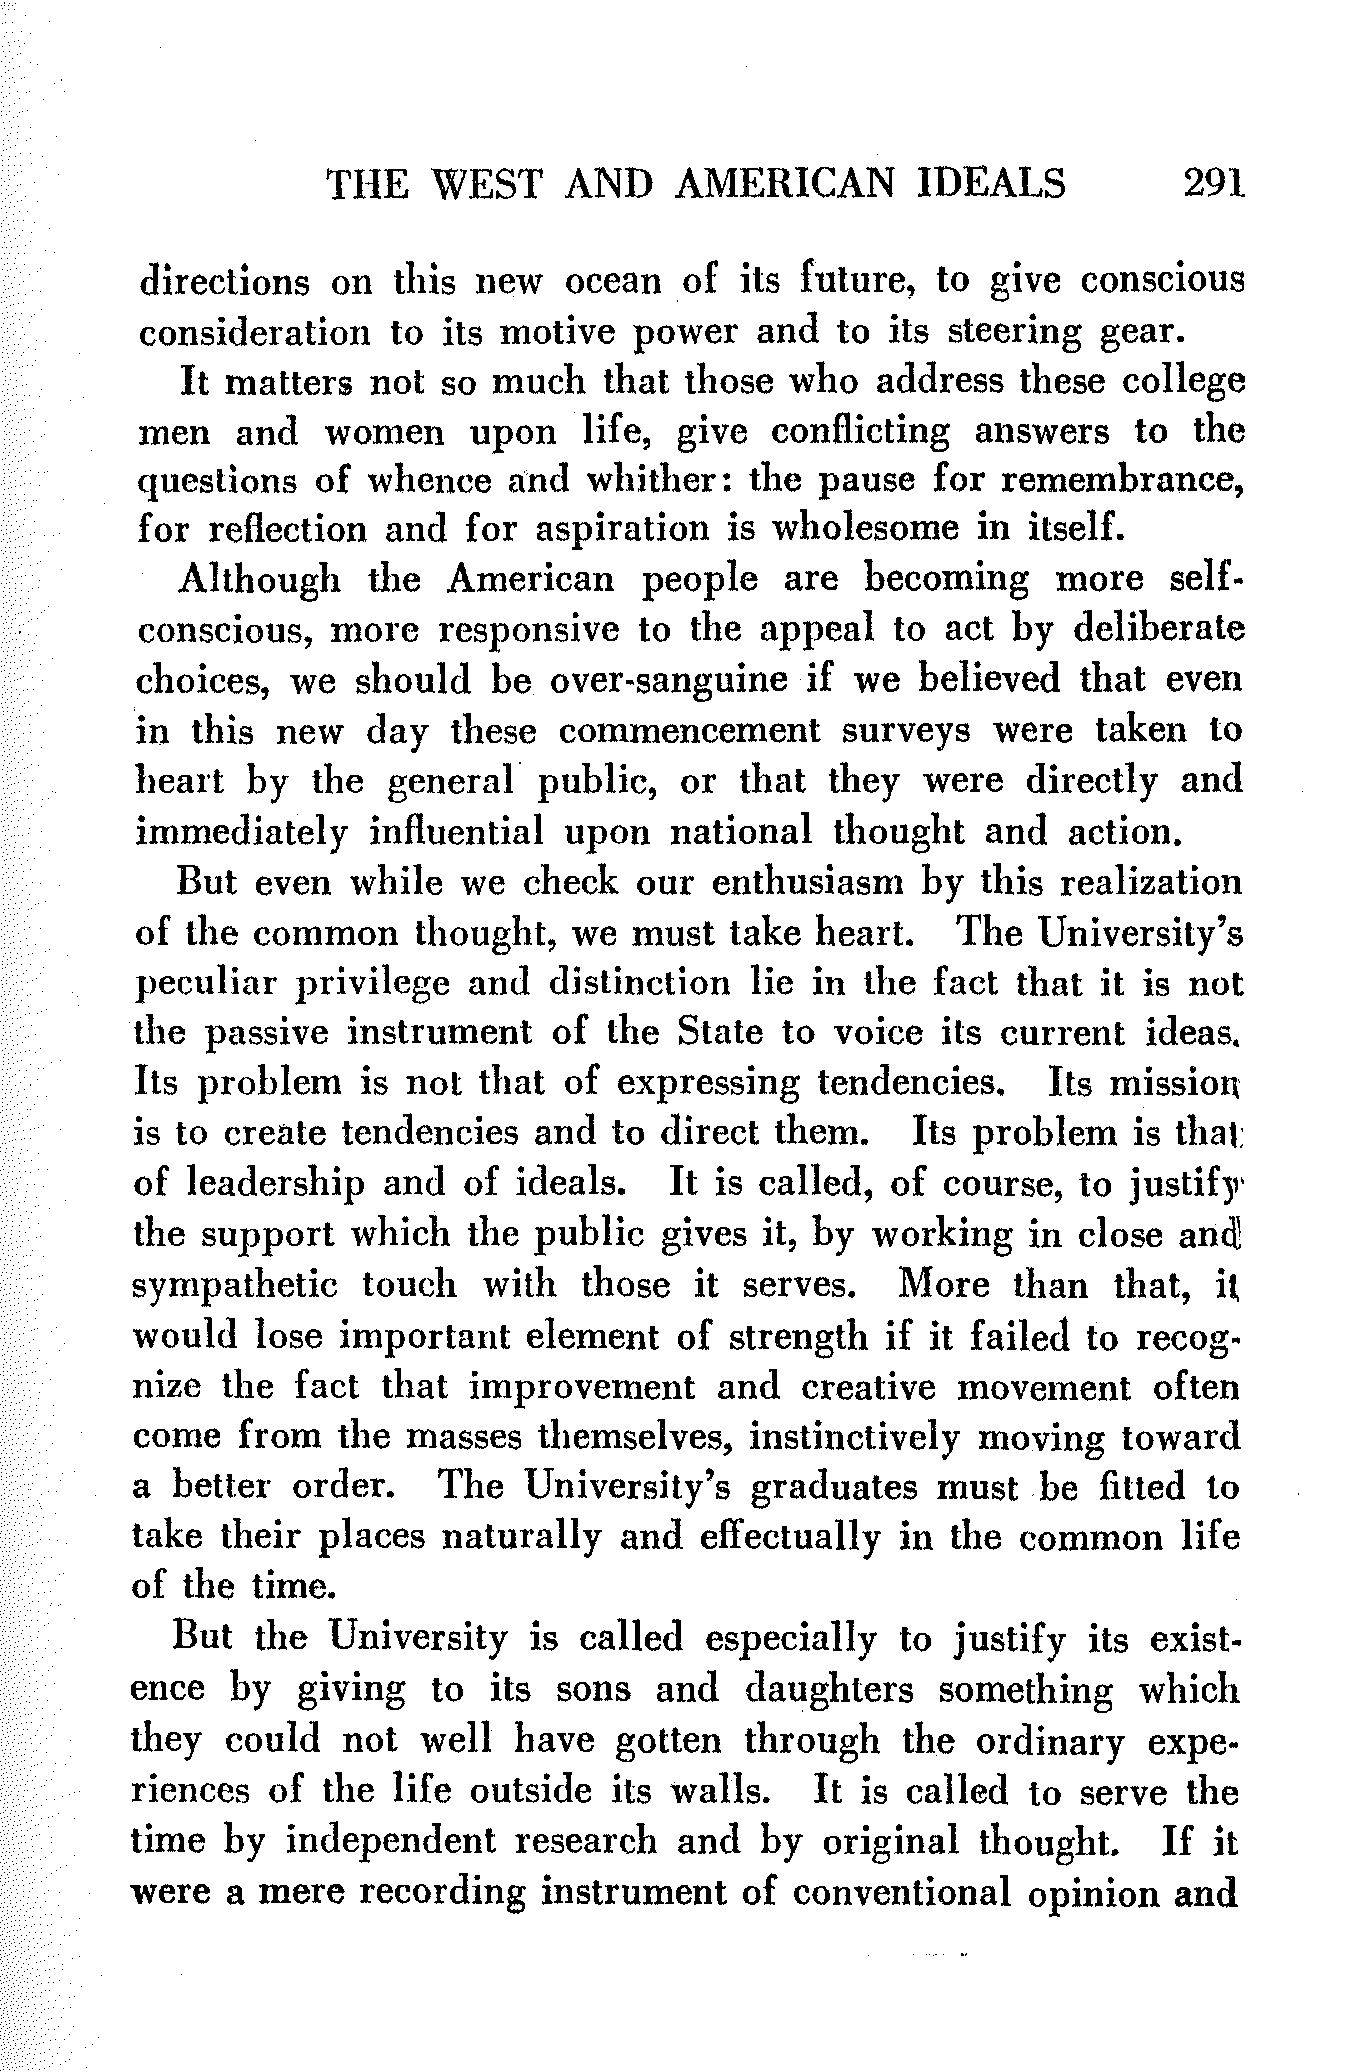 THE WEST AND AMERICAN IDEALS 291
directions on this new ocean of its future, to give conscious
consideration to its motive power and to its steering gear.
It matters not so much that those who address these college
men and women upon life, give conflicting answers to the
questions of whence and whither: the pause for remembrance,
for reflection and for aspiration is wholesome in itself.
Although the American people are becoming more self-
conscious, more responsive to the appeal to act by deliberate
choices, we should be over-sanguine if we believed that even
in this new day these commencement surveys were taken to
heart by the general public, or that they were directly and
immediately influential upon national thought and action.
But even while we check our enthusiasm by this realization
of the common thought, we must take heart. The University's
peculiar privilege and distinction lie in the fact that it is not
the passive instrument of the State to voice its current ideas.
Its problem is not that of expressing tendencies. Its mission
is to create tendencies and to direct them. Its problem is that
of leadership and of ideals. It is called, of course, to justify
the support which the public gives it, by working in close and
sympathetic touch with those it serves. More than that, it
would lose important element of strength if it failed to recog-
nize the fact that improvement and creative movement often
come from the masses themselves, instinctively moving toward
a better order. The University's graduates must be fitted to
take their places naturally and effectually in the common life
of the time.
But the University is called especially to justify its exist-
ence by giving to its sons and daughters something which
they could not well have gotten through the ordinary expe-
riences of the life outside its walls. It is called to serve the
time by independent research and by original thought. If it
were a mere recording instrument of conventional opinion and